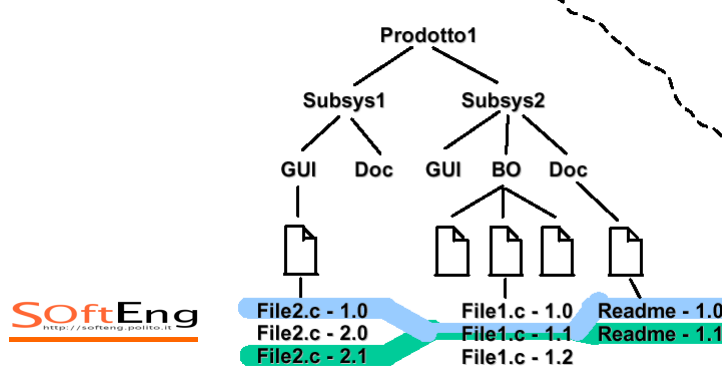 Prodotto1
Subsys1 Subsys2
GUI Doc GUI BO Doc
File2.c - 1.0 File1.c - 1.0 Readme - 1.0
File2.c - 2.0 File1.c - 1.1 Readme - 1.1
File2.c - 2.1 File1.c - 1.2
SOftEng
http://softeng.polito.it